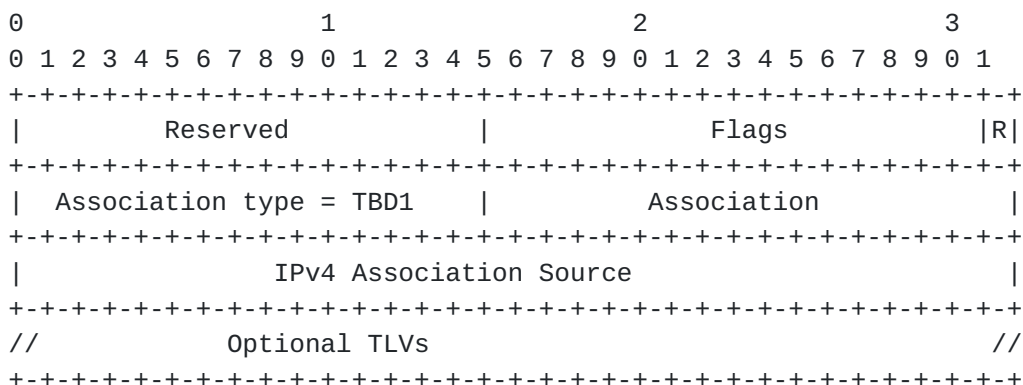 0                   1                   2                   3
0 1 2 3 4 5 6 7 8 9 0 1 2 3 4 5 6 7 8 9 0 1 2 3 4 5 6 7 8 9 0 1
+-+-+-+-+-+-+-+-+-+-+-+-+-+-+-+-+-+-+-+-+-+-+-+-+-+-+-+-+-+-+-+-+
|         Reserved            |              Flags            |R|
+-+-+-+-+-+-+-+-+-+-+-+-+-+-+-+-+-+-+-+-+-+-+-+-+-+-+-+-+-+-+-+-+
|  Association type = TBD1    |          Association            |
+-+-+-+-+-+-+-+-+-+-+-+-+-+-+-+-+-+-+-+-+-+-+-+-+-+-+-+-+-+-+-+-+
|                IPv4 Association Source                        |
+-+-+-+-+-+-+-+-+-+-+-+-+-+-+-+-+-+-+-+-+-+-+-+-+-+-+-+-+-+-+-+-+
//            Optional TLVs                                    //
+-+-+-+-+-+-+-+-+-+-+-+-+-+-+-+-+-+-+-+-+-+-+-+-+-+-+-+-+-+-+-+-+